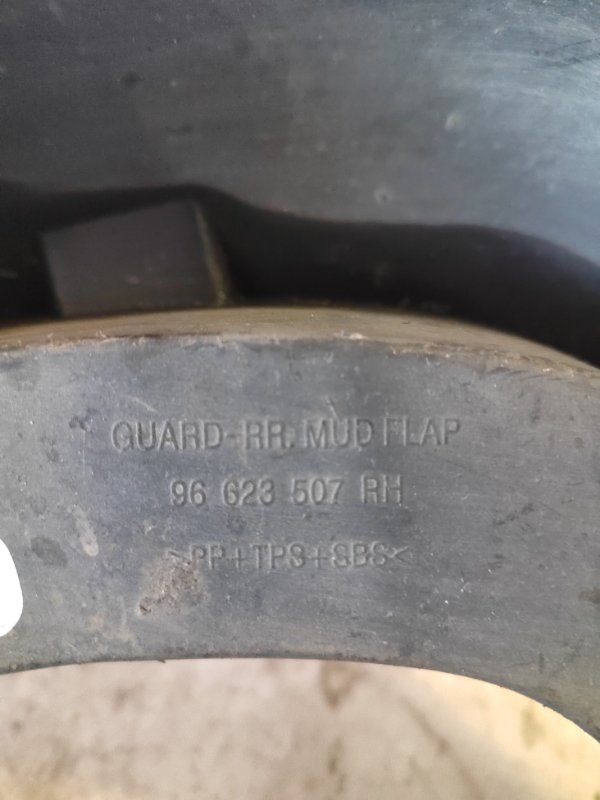 GUARD-RR. MUD FLAP
96 623 507 RH
>PP+TPS+SBS<